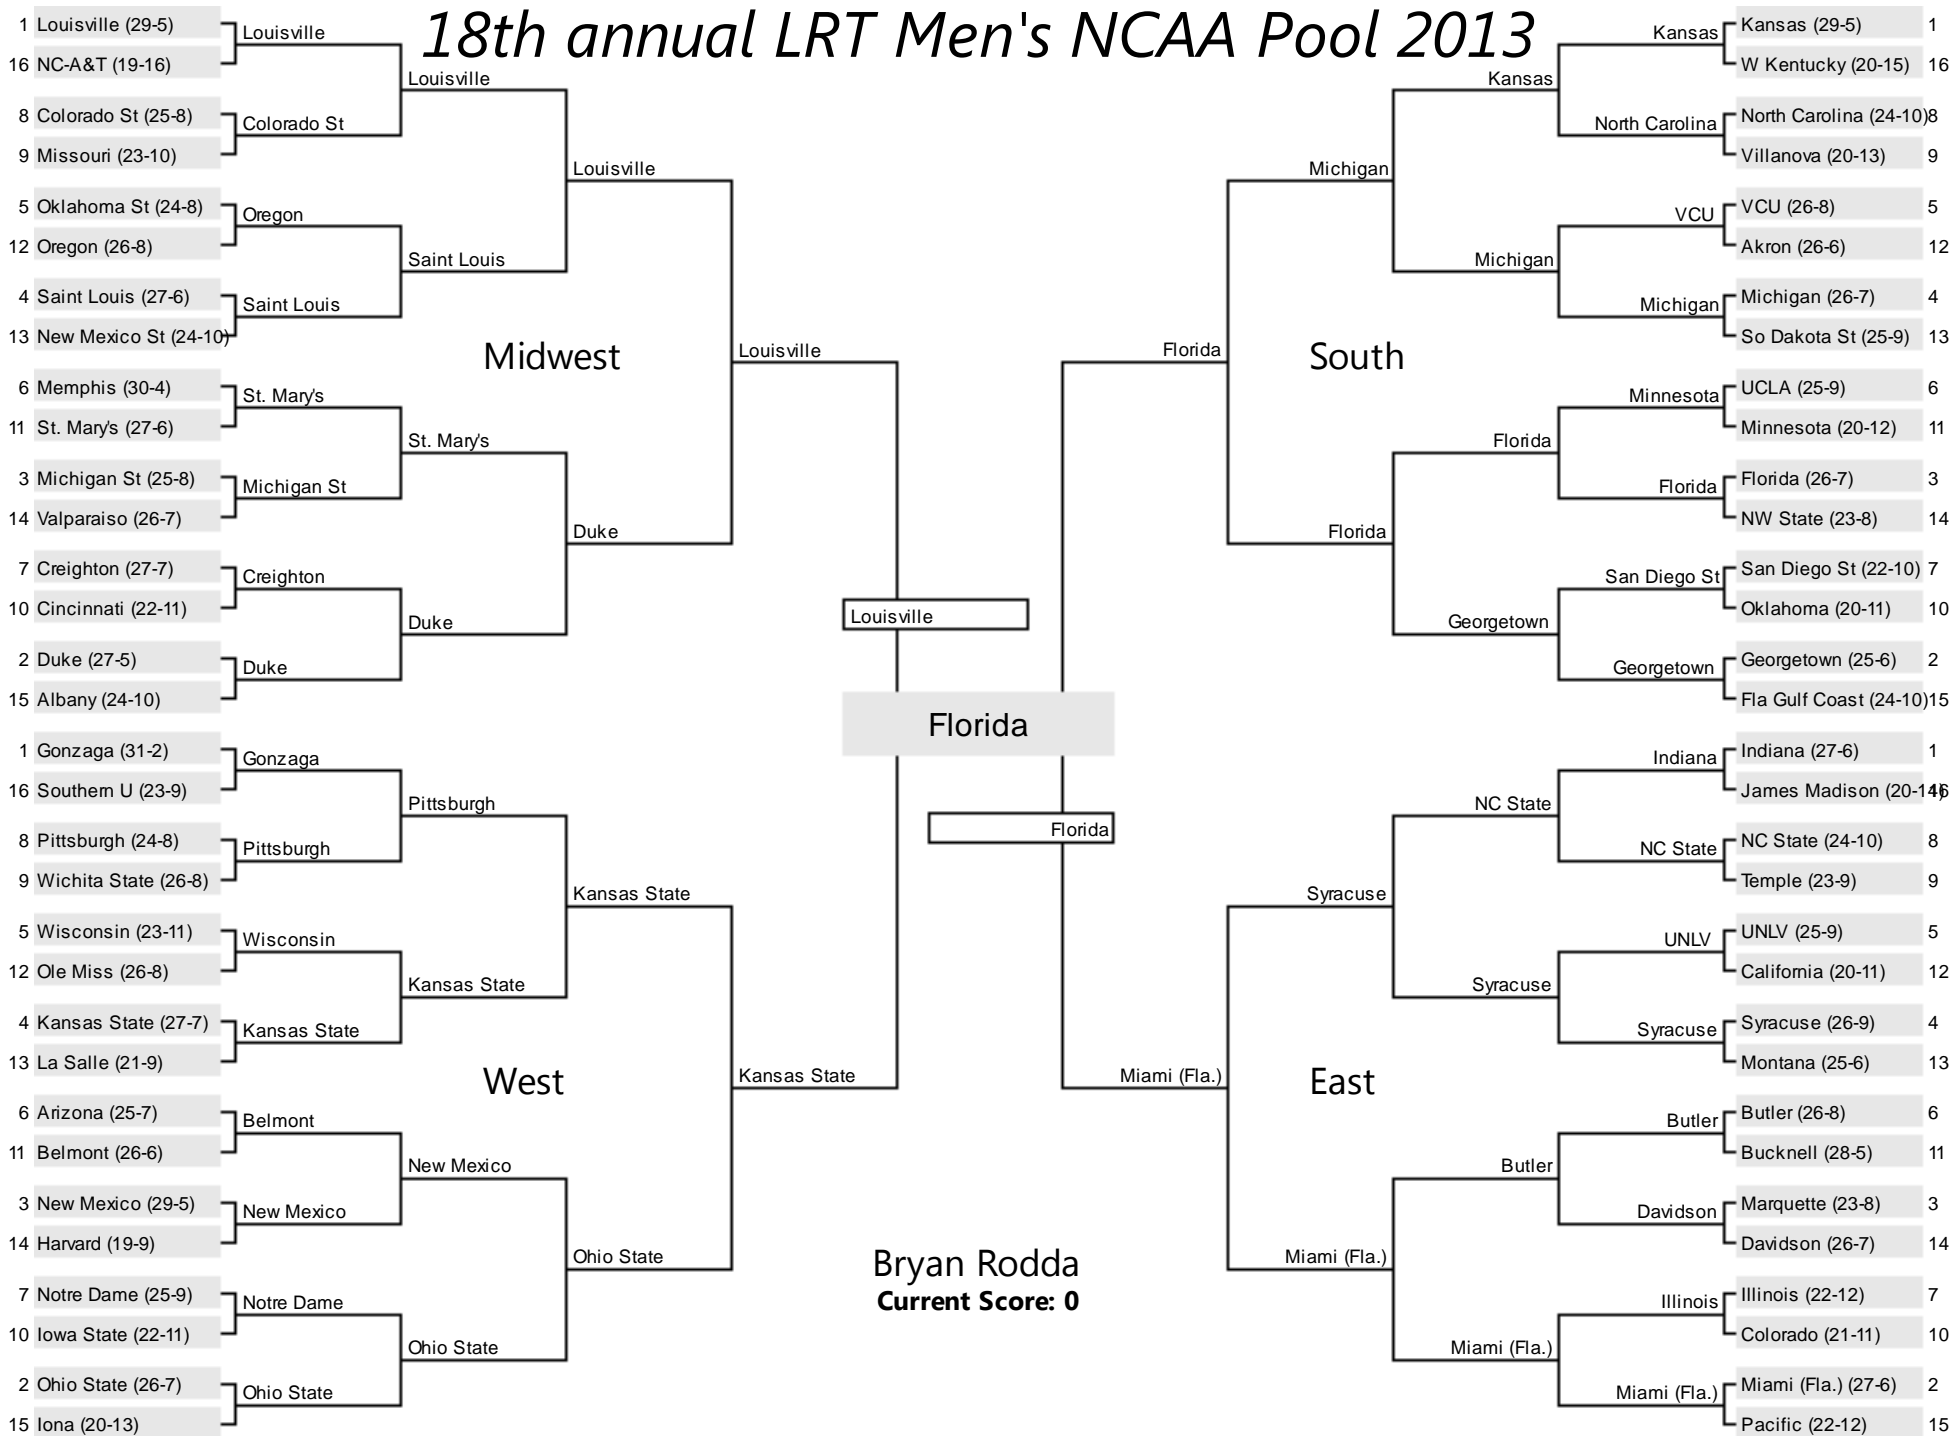 18th annual LRT Men's NCAA Pool 2013
1 Louisville (29-5)
16 NC-A&T (19-16)
8 Colorado St (25-8)
9 Missouri (23-10)
5 Oklahoma St (24-8)
12 Oregon (26-8)
4 Saint Louis (27-6)
13 New Mexico St (24-10)
6 Memphis (30-4)
11 St. Mary's (27-6)
3 Michigan St (25-8)
14 Valparaiso (26-7)
7 Creighton (27-7)
10 Cincinnati (22-11)
2 Duke (27-5)
15 Albany (24-10)
Louisville
Colorado St
Oregon
Saint Louis
St. Mary's
Michigan St
Creighton
Duke
Louisville
Saint Louis
St. Mary's
Duke
Louisville
Duke
Midwest
Louisville
1 Gonzaga (31-2)
16 Southern U (23-9)
8 Pittsburgh (24-8)
9 Wichita State (26-8)
5 Wisconsin (23-11)
12 Ole Miss (26-8)
4 Kansas State (27-7)
13 La Salle (21-9)
6 Arizona (25-7)
11 Belmont (26-6)
3 New Mexico (29-5)
14 Harvard (19-9)
7 Notre Dame (25-9)
10 Iowa State (22-11)
2 Ohio State (26-7)
15 Iona (20-13)
Gonzaga
Pittsburgh
Wisconsin
Kansas State
Belmont
New Mexico
Notre Dame
Ohio State
Pittsburgh
Kansas State
New Mexico
Ohio State
Kansas State
Ohio State
West
Kansas State
Louisville
Florida
Florida
Bryan Rodda
Current Score: 0
Kansas (29-5) 1
W Kentucky (20-15) 16
North Carolina (24-10) 8
Villanova (20-13) 9
VCU (26-8) 5
Akron (26-6) 12
Michigan (26-7) 4
So Dakota St (25-9) 13
UCLA (25-9) 6
Minnesota (20-12) 11
Florida (26-7) 3
NW State (23-8) 14
San Diego St (22-10) 7
Oklahoma (20-11) 10
Georgetown (25-6) 2
Fla Gulf Coast (24-10) 15
Kansas
North Carolina
VCU
Michigan
Minnesota
Florida
San Diego St
Georgetown
Kansas
Michigan
Florida
Georgetown
Michigan
Florida
South
Florida
Indiana (27-6) 1
James Madison (20-14) 16
NC State (24-10) 8
Temple (23-9) 9
UNLV (25-9) 5
California (20-11) 12
Syracuse (26-9) 4
Montana (25-6) 13
Butler (26-8) 6
Bucknell (28-5) 11
Marquette (23-8) 3
Davidson (26-7) 14
Illinois (22-12) 7
Colorado (21-11) 10
Miami (Fla.) (27-6) 2
Pacific (22-12) 15
Indiana
NC State
UNLV
Syracuse
Butler
Davidson
Illinois
Miami (Fla.)
NC State
Syracuse
Butler
Miami (Fla.)
Syracuse
Miami (Fla.)
East
Miami (Fla.)